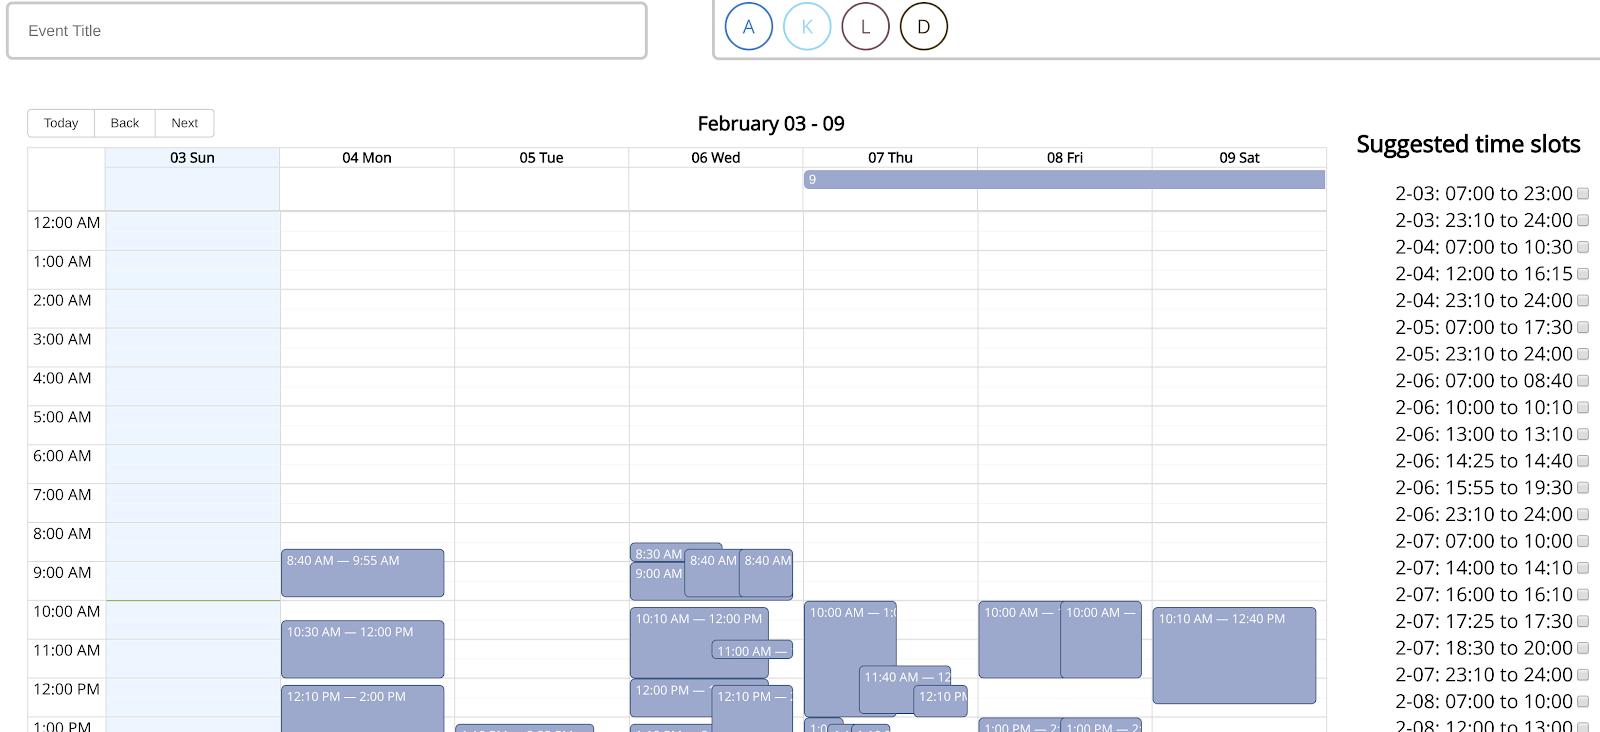 Event Title
A K L D
Today Back Next
February 03 - 09
Suggested time slots
03 Sun 04 Mon 05 Tue 06 Wed 07 Thu 08 Fri 09 Sat
9
12:00 AM
1:00 AM
2:00 AM
3:00 AM
4:00 AM
5:00 AM
6:00 AM
7:00 AM
8:00 AM
9:00 AM
10:00 AM
11:00 AM
12:00 PM
1:00 PM
8:40 AM — 9:55 AM
10:30 AM — 12:00 PM
12:10 PM — 2:00 PM
8:30 AM
8:40 AM
8:40 AM
9:00 AM
10:10 AM — 12:00 PM
11:00 AM —
12:00 PM —
12:10 PM —
10:00 AM — 1:0
11:40 AM — 12
12:10 PM
10:00 AM —
10:00 AM —
1:00 PM — 2:
1:00 PM — 2:
10:10 AM — 12:40 PM
2-03: 07:00 to 23:00
2-03: 23:10 to 24:00
2-04: 07:00 to 10:30
2-04: 12:00 to 16:15
2-04: 23:10 to 24:00
2-05: 07:00 to 17:30
2-05: 23:10 to 24:00
2-06: 07:00 to 08:40
2-06: 10:00 to 10:10
2-06: 13:00 to 13:10
2-06: 14:25 to 14:40
2-06: 15:55 to 19:30
2-06: 23:10 to 24:00
2-07: 07:00 to 10:00
2-07: 14:00 to 14:10
2-07: 16:00 to 16:10
2-07: 17:25 to 17:30
2-07: 18:30 to 20:00
2-07: 23:10 to 24:00
2-08: 07:00 to 10:00
2-08: 12:00 to 13:00